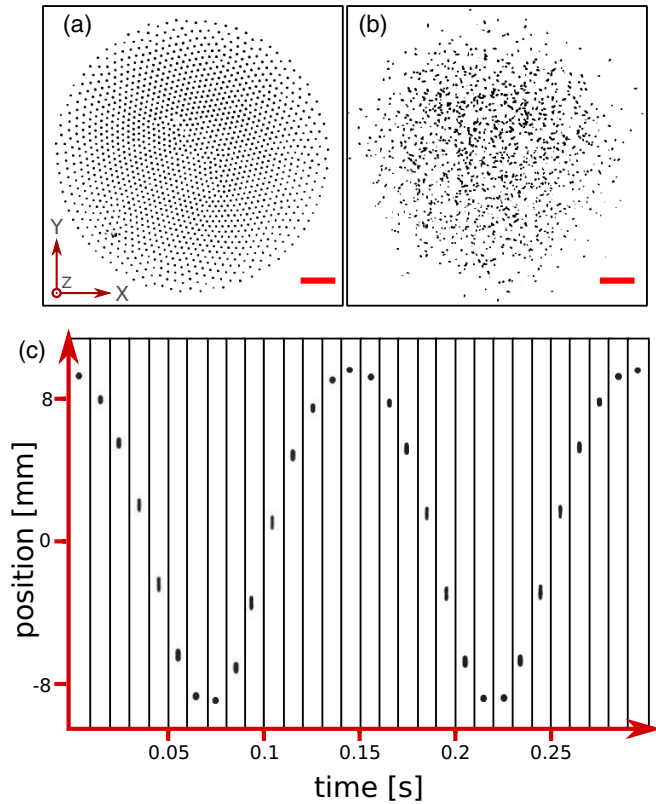 (a)
(b)
Y
Z
X
(c)
8
0
-8
position [mm]
0.05
0.1
0.15
0.2
0.25
time [s]